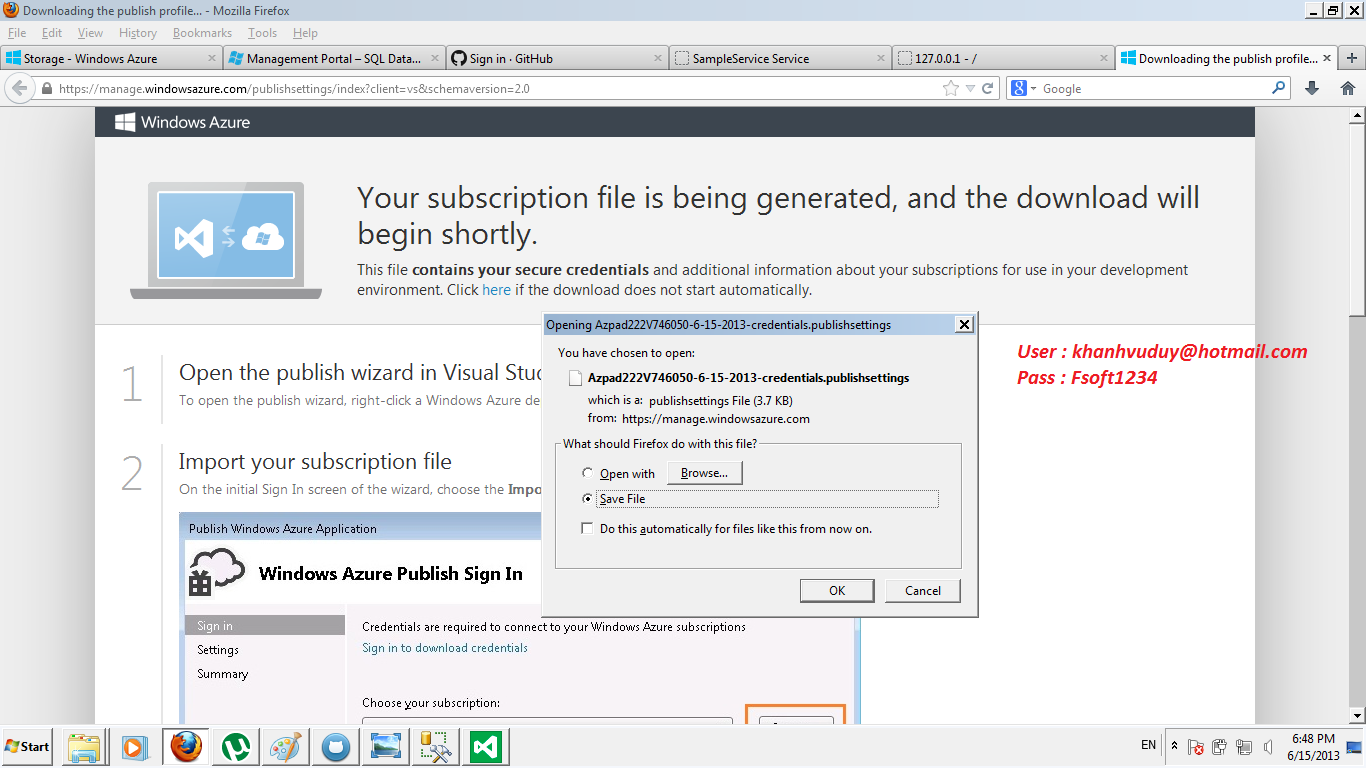 Downloading the publish profile... - Mozilla Firefox
File Edit View History Bookmarks Tools Help
Storage - Windows Azure
Management Portal – SQL Data...
Sign in · GitHub
SampleService Service
127.0.0.1 - /
Downloading the publish profile...
https://manage.windowsazure.com/publishsettings/index?client=vs&schemaversion=2.0
Google
Windows Azure
Your subscription file is being generated, and the download will
begin shortly.
This file contains your secure credentials and additional information about your subscriptions for use in your development
environment. Click here if the download does not start automatically.
1
Open the publish wizard in Visual Stu
To open the publish wizard, right-click a Windows Azure de
2
Import your subscription file
On the initial Sign In screen of the wizard, choose the Impo
Publish Windows Azure Application
Windows Azure Publish Sign In
Sign in
Settings
Summary
Credentials are required to connect to your Windows Azure subscriptions
Sign in to download credentials
Choose your subscription:
Opening Azpad222V746050-6-15-2013-credentials.publishsettings
You have chosen to open:
Azpad222V746050-6-15-2013-credentials.publishsettings
which is a: publishsettings File (3.7 KB)
from: https://manage.windowsazure.com
What should Firefox do with this file?
Open with Browse...
Save File
Do this automatically for files like this from now on.
OK Cancel
User : khanhvuduy@hotmail.com
Pass : Fsoft1234
Start
EN
6:48 PM
6/15/2013